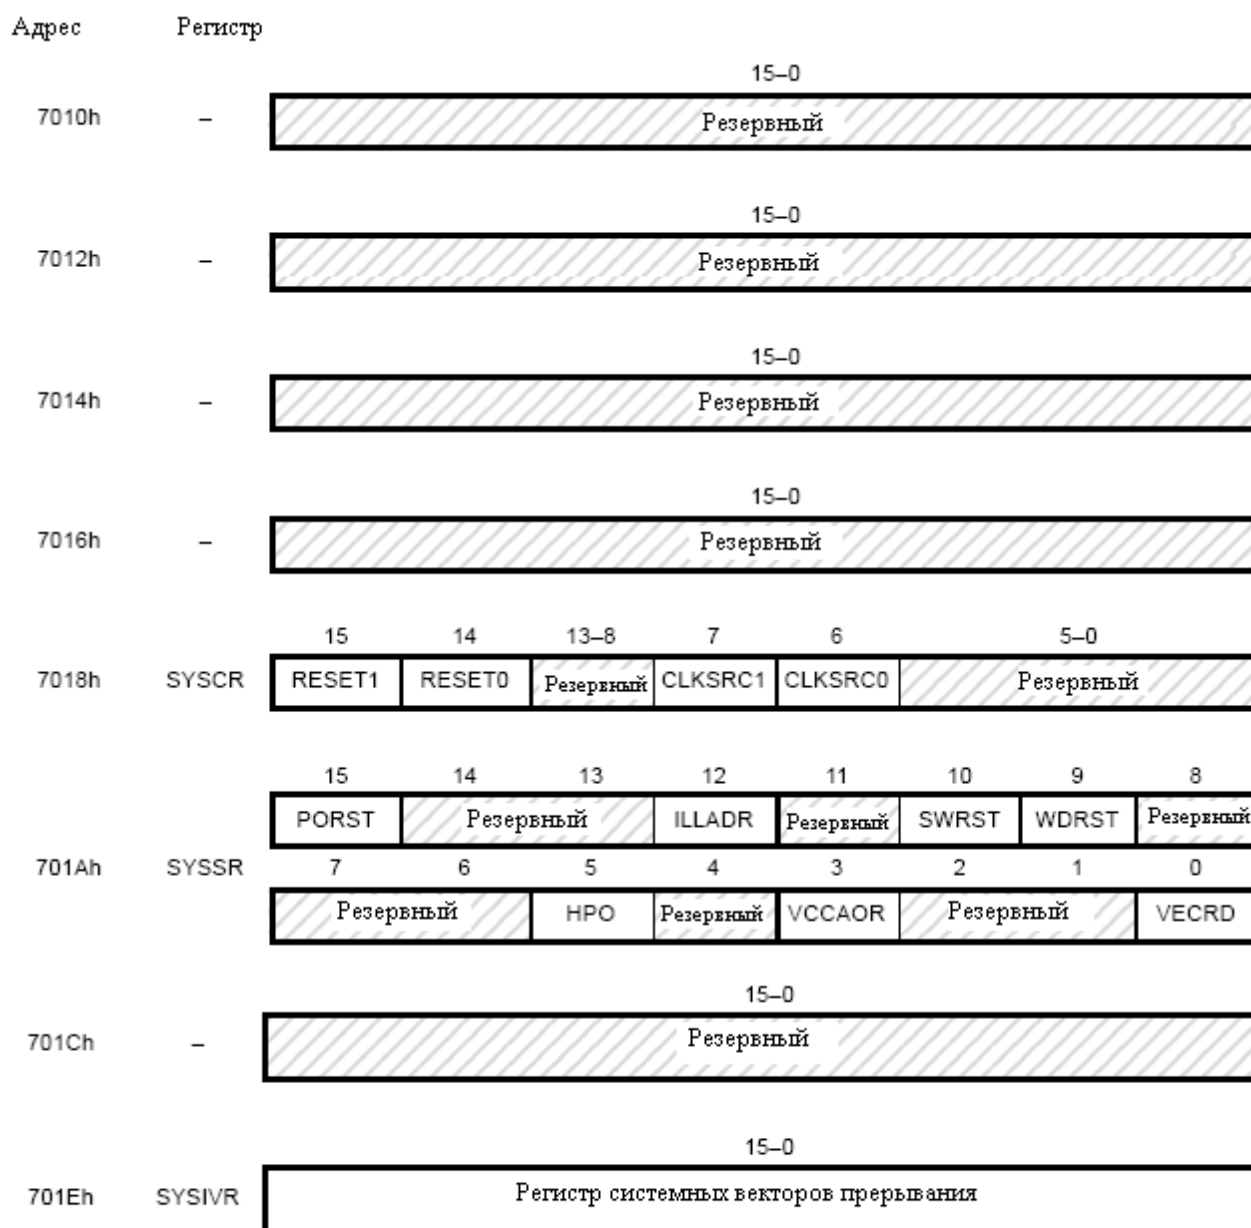 Адрес Регистр
15–0
7010h – Резервный
15–0
7012h – Резервный
15–0
7014h – Резервный
15–0
7016h – Резервный
15 14 13–8 7 6 5–0
7018h SYSCR RESET1 RESET0 Резервный CLKSRC1 CLKSRC0 Резервный
15 14 13 12 11 10 9 8
PORST Резервный ILLADR Резервный SWRST WDRST Резервный
701Ah SYSSR 7 6 5 4 3 2 1 0
Резервный HPO Резервный VCCAOR Резервный VECRD
15–0
701Ch – Резервный
15–0
701Eh SYSIVR Регистр системных векторов прерывания